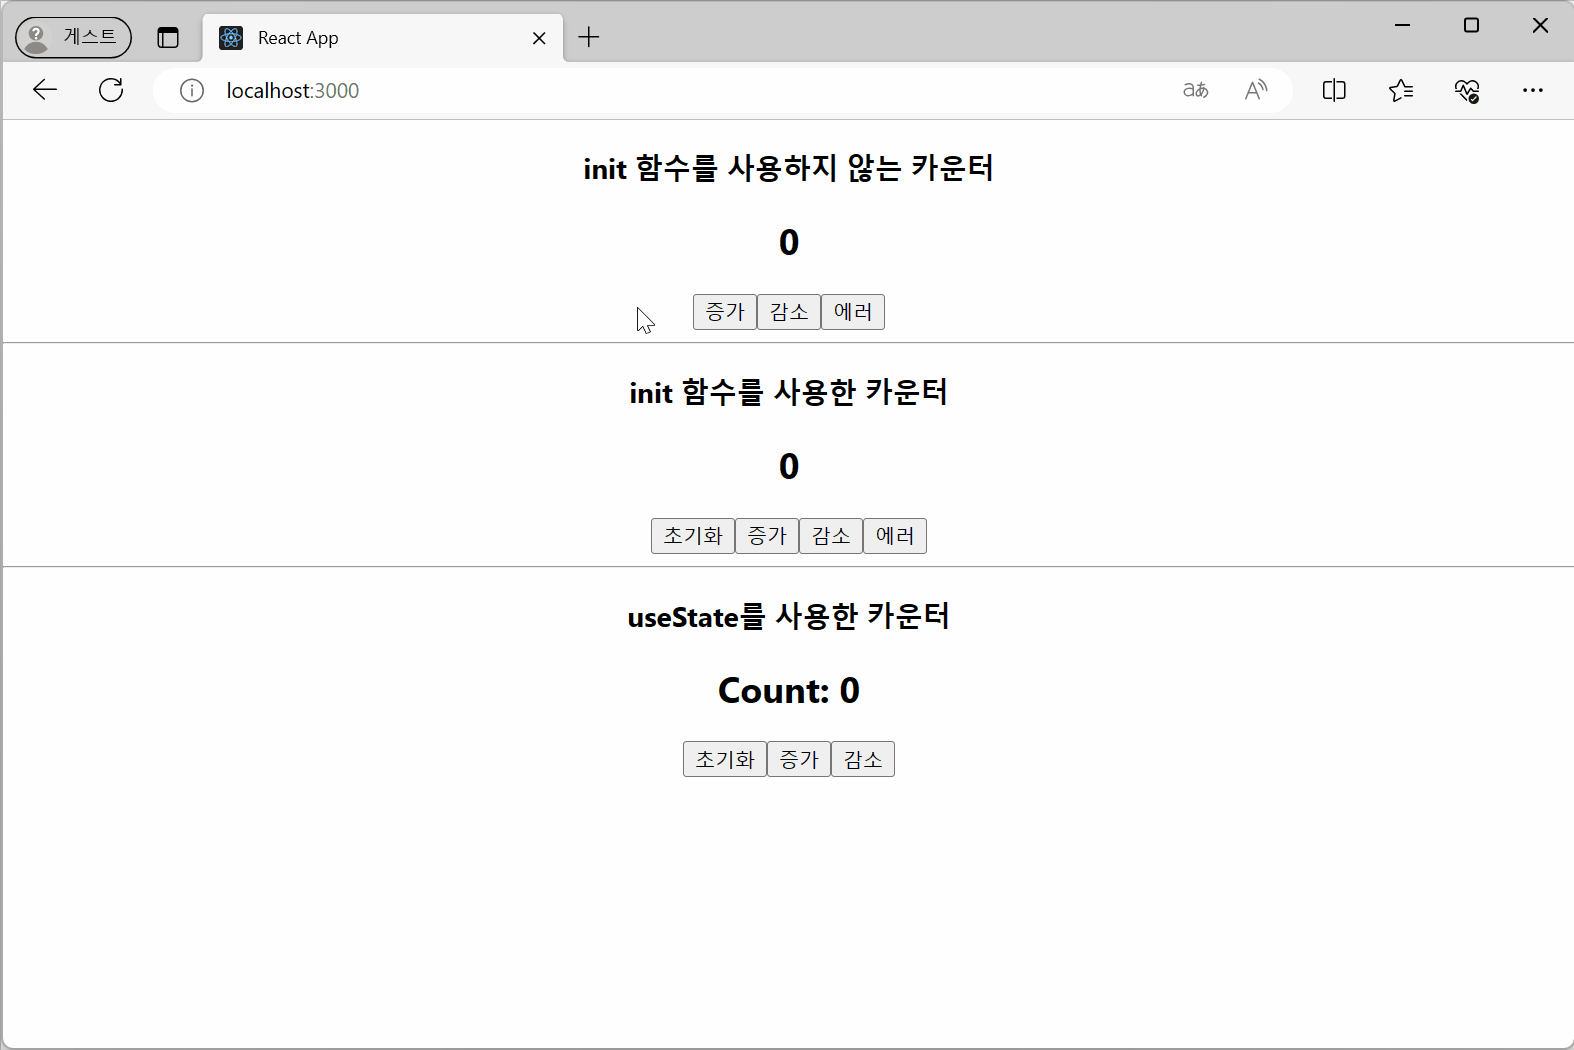 게스트
React App
localhost:3000
aあ
A
init 함수를 사용하지 않는 카운터
0
증가 감소 에러
init 함수를 사용한 카운터
0
초기화 증가 감소 에러
useState를 사용한 카운터
Count: 0
초기화 증가 감소